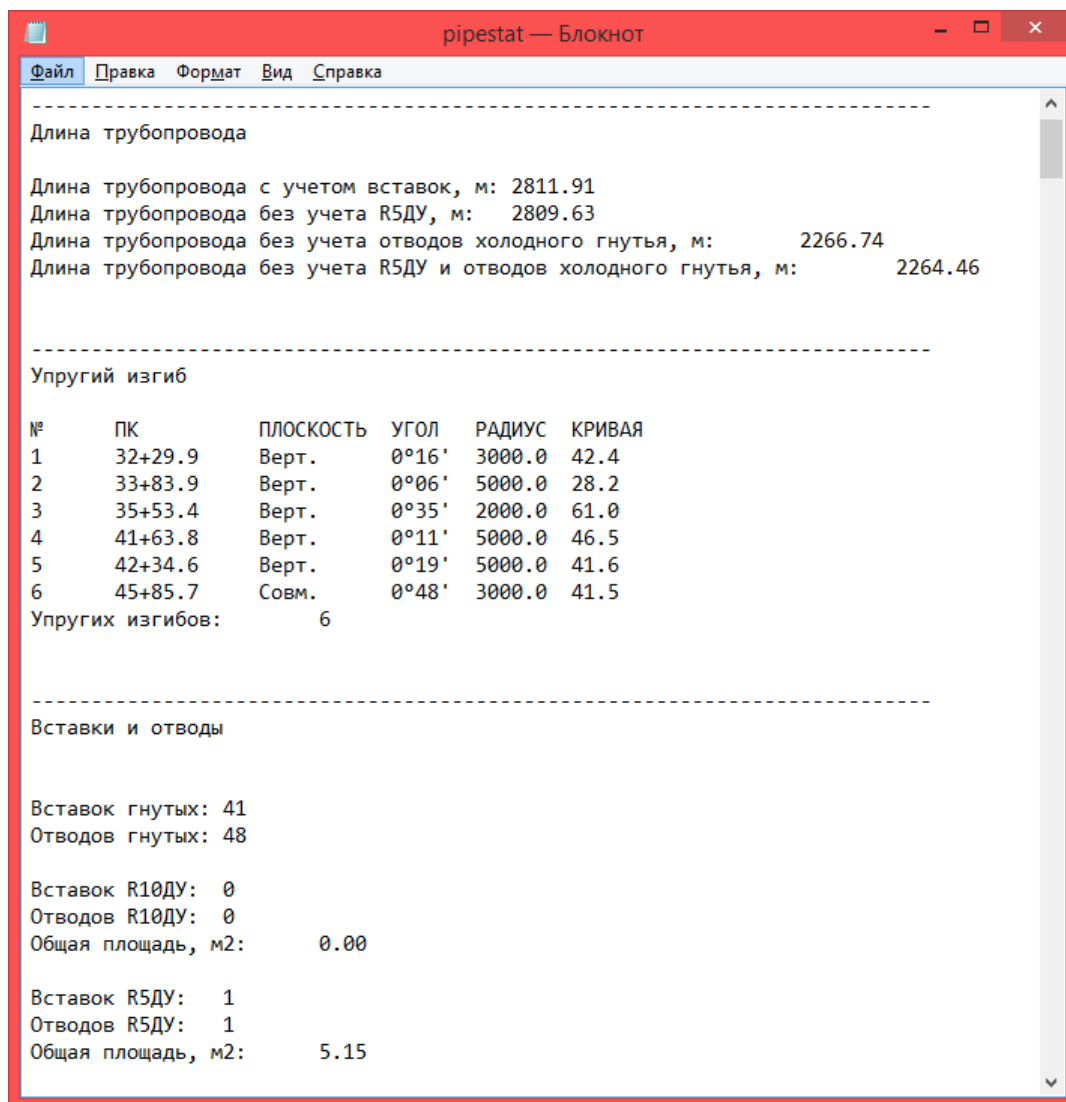 pipestat — Блокнот
Файл Правка Формат Вид Справка
---------------------------------------------------------------------------
Длина трубопровода
Длина трубопровода с учетом вставок, м: 2811.91
Длина трубопровода без учета R5ДУ, м: 2809.63
Длина трубопровода без учета отводов холодного гнутья, м: 2266.74
Длина трубопровода без учета R5ДУ и отводов холодного гнутья, м: 2264.46
---------------------------------------------------------------------------
Упругий изгиб
№ ПК ПЛОСКОСТЬ УГОЛ РАДИУС КРИВАЯ
1 32+29.9 Верт. 0°16' 3000.0 42.4
2 33+83.9 Верт. 0°06' 5000.0 28.2
3 35+53.4 Верт. 0°35' 2000.0 61.0
4 41+63.8 Верт. 0°11' 5000.0 46.5
5 42+34.6 Верт. 0°19' 5000.0 41.6
6 45+85.7 Совм. 0°48' 3000.0 41.5
Упругих изгибов: 6
---------------------------------------------------------------------------
Вставки и отводы
Вставок гнутых: 41
Отводов гнутых: 48
Вставок R10ДУ: 0
Отводов R10ДУ: 0
Общая площадь, м2: 0.00
Вставок R5ДУ: 1
Отводов R5ДУ: 1
Общая площадь, м2: 5.15